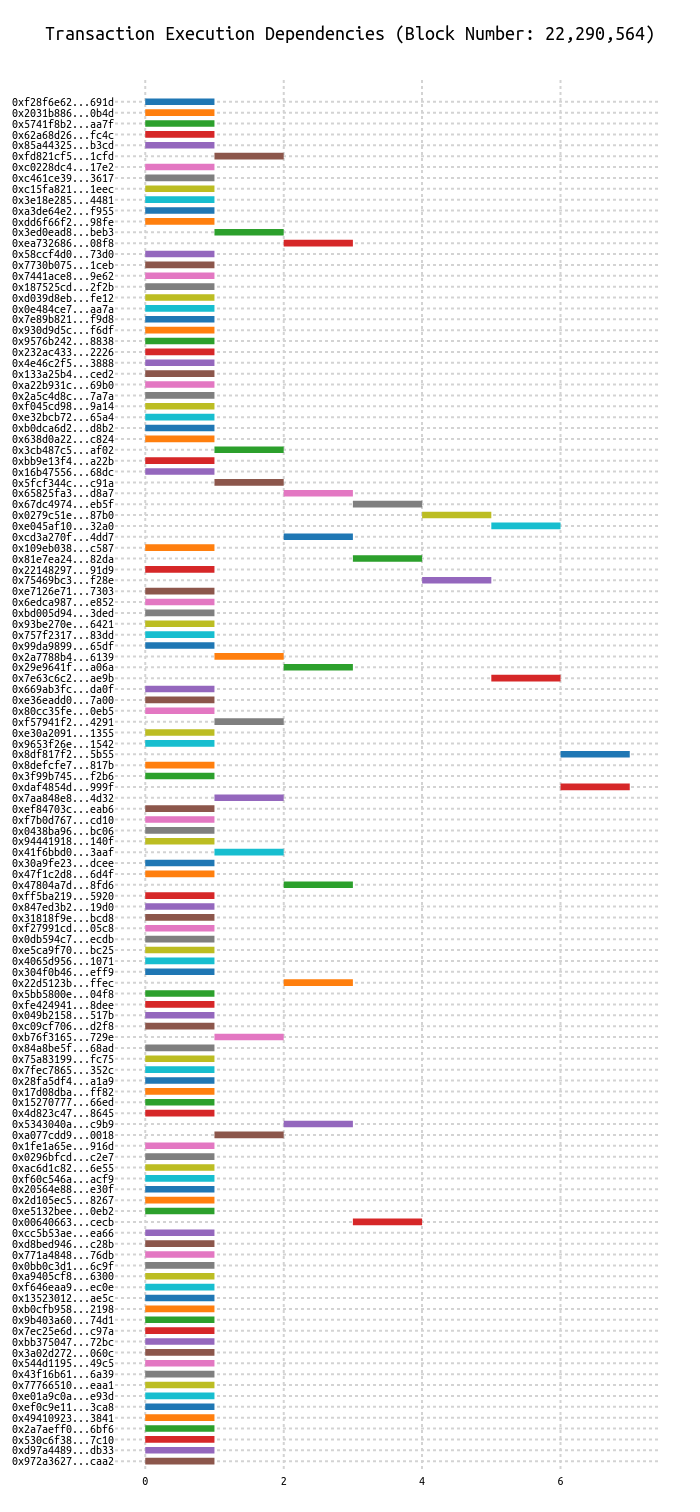 Transaction Execution Dependencies (Block Number: 22,290,564)
0xf28f6e62...691d
0x2031b886...0b4d
0x5741f8b2...aa7f
0x62a68d26...fc4c
0x85a44325...b3cd
0xfd821cf5...1cfd
0xc0228dc4...17e2
0xc461ce39...3617
0xc15fa821...1eec
0x3e18e285...4481
0xa3de64e2...f955
0xdd6f66f2...98fe
0x3ed0ead8...beb3
0xea732686...08f8
0x58ccf4d0...73d0
0x7730b075...1ceb
0x7441ace8...9e62
0x187525cd...2f2b
0xd039d8eb...fe12
0x0e484ce7...aa7a
0x7e89b821...f9d8
0x930d9d5c...f6df
0x9576b242...8838
0x232ac433...2226
0x4e46c2f5...3888
0x133a25b4...ced2
0xa22b931c...69b0
0x2a5c4d8c...7a7a
0xf045cd98...9a14
0xe32bcb72...65a4
0xb0dca6d2...d8b2
0x638d0a22...c824
0x3cb487c5...af02
0xbb9e13f4...a22b
0x16b47556...68dc
0x5fcf344c...c91a
0x65825fa3...d8a7
0x67dc4974...eb5f
0x0279c51e...87b0
0xe045af10...32a0
0xcd3a270f...4dd7
0x109eb038...c587
0x81e7ea24...82da
0x22148297...91d9
0x75469bc3...f28e
0xe7126e71...7303
0x6edca987...e852
0xbd005d94...3ded
0x93be270e...6421
0x757f2317...83dd
0x99da9899...65df
0x2a7788b4...6139
0x29e9641f...a06a
0x7e63c6c2...ae9b
0x669ab3fc...da0f
0xe36eadd0...7a00
0x80cc35fe...0eb5
0xf57941f2...4291
0xe30a2091...1355
0x9653f26e...1542
0x8df817f2...5b55
0x8defcfe7...817b
0x3f99b745...f2b6
0xdaf4854d...999f
0x7aa848e8...4d32
0xef84703c...eab6
0xf7b0d767...cd10
0x0438ba96...bc06
0x94441918...140f
0x41f6bbd0...3aaf
0x30a9fe23...dcee
0x47f1c2d8...6d4f
0x47804a7d...8fd6
0xff5ba219...5920
0x847ed3b2...19d0
0x31818f9e...bcd8
0xf27991cd...05c8
0x0db594c7...ecdb
0xe5ca9f70...bc25
0x4065d956...1071
0x304f0b46...eff9
0x22d5123b...ffec
0x5bb5800e...04f8
0xfe424941...8dee
0x049b2158...517b
0xc09cf706...d2f8
0xb76f3165...729e
0x84a8be5f...68ad
0x75a83199...fc75
0x7fec7865...352c
0x28fa5df4...a1a9
0x17d08dba...ff82
0x15270777...66ed
0x4d823c47...8645
0x5343040a...c9b9
0xa077cdd9...0018
0x1fe1a65e...916d
0x0296bfcd...c2e7
0xac6d1c82...6e55
0xf60c546a...acf9
0x20564e88...e30f
0x2d105ec5...8267
0xe5132bee...0eb2
0x00640663...cecb
0xcc5b53ae...ea66
0xd8bed946...c28b
0x771a4848...76db
0x0bb0c3d1...6c9f
0xa9405cf8...6300
0xf646eaa9...ec0e
0x13523012...ae5c
0xb0cfb958...2198
0x9b403a60...74d1
0x7ec25e6d...c97a
0xbb375047...72bc
0x3a02d272...060c
0x544d1195...49c5
0x43f16b61...6a39
0x77766510...eaa1
0xe01a9c0a...e93d
0xef0c9e11...3ca8
0x49410923...3841
0x2a7aeff0...6bf6
0x530c6f38...7c10
0xd97a4489...db33
0x972a3627...caa2
0 2 4 6